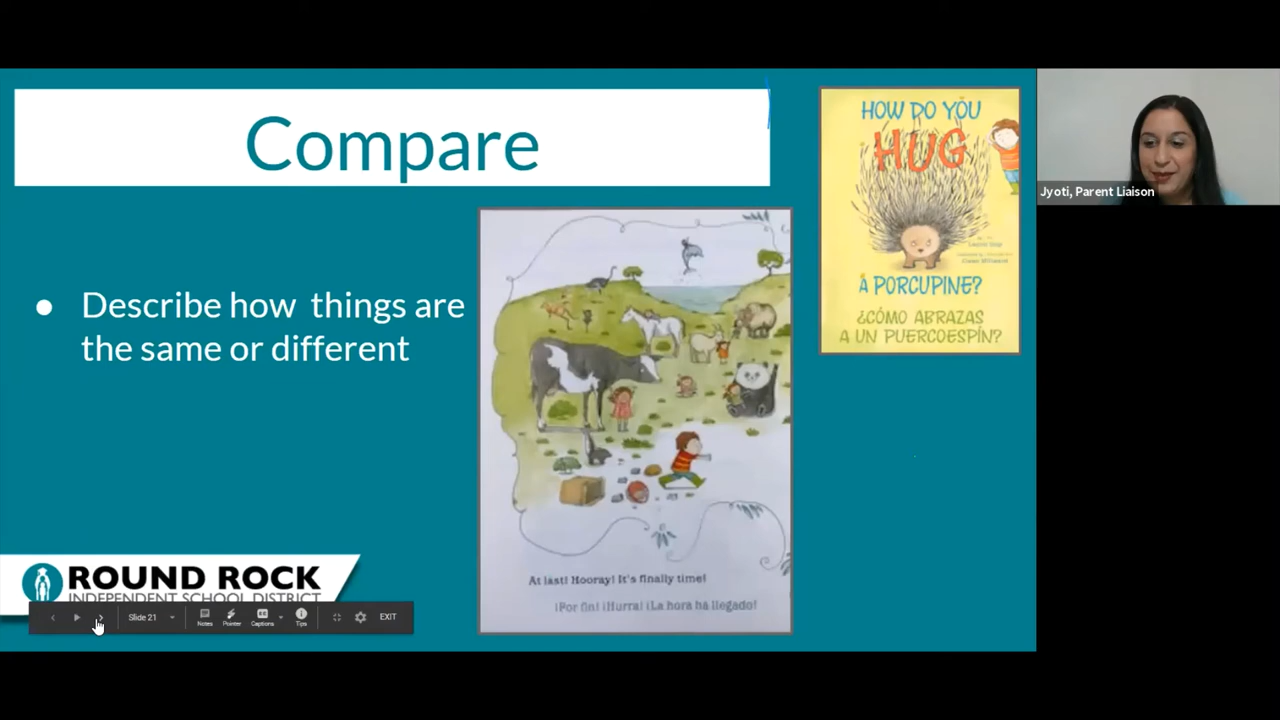 Compare
Describe how things are
the same or different
At last! Hooray! It's finally time!
¡Por fin! ¡Hurra! ¡La hora ha llegado!
HOW DO YOU
HUG
A PORCUPINE?
¿CÓMO ABRAZAS
A UN PUERCOESPÍN?
Jyoti, Parent Liaison
ROUND ROCK
INDEPENDENT SCHOOL DISTRICT
Slide 21
Notes
Pointer
Captions
Tips
EXIT